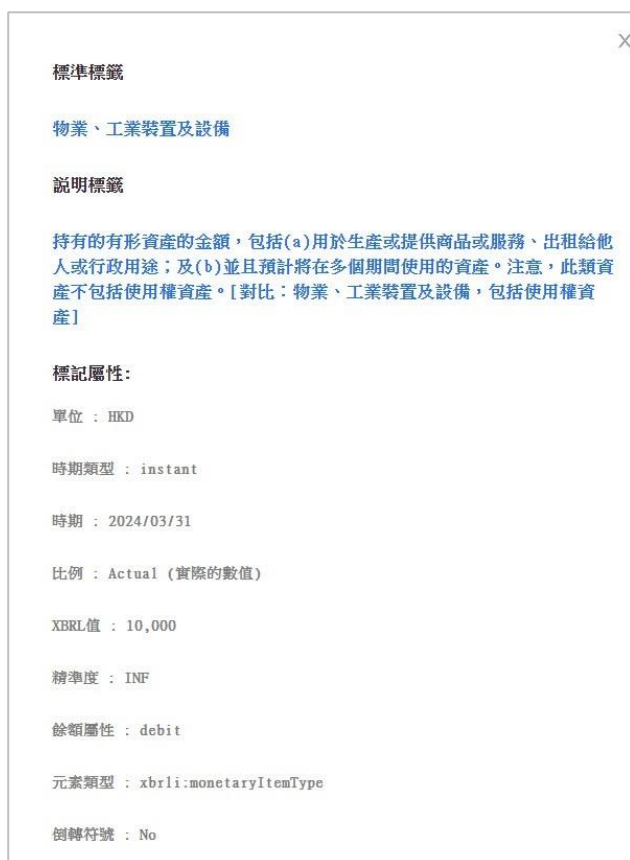 X
標準標籤
物業、工業裝置及設備
説明標籤
持有的有形資產的金額，包括(a)用於生產或提供商品或服務、出租給他
人或行政用途；及(b)並且預計將在多個期間使用的資產。注意，此類資
產不包括使用權資產。[對比：物業、工業裝置及設備，包括使用權資
產]
標記屬性:
單位 : HKD
時期類型 : instant
時期 : 2024/03/31
比例 : Actual (實際的數值)
XBRL值 : 10,000
精準度 : INF
餘額屬性 : debit
元素類型 : xbrli:monetaryItemType
倒轉符號 : No